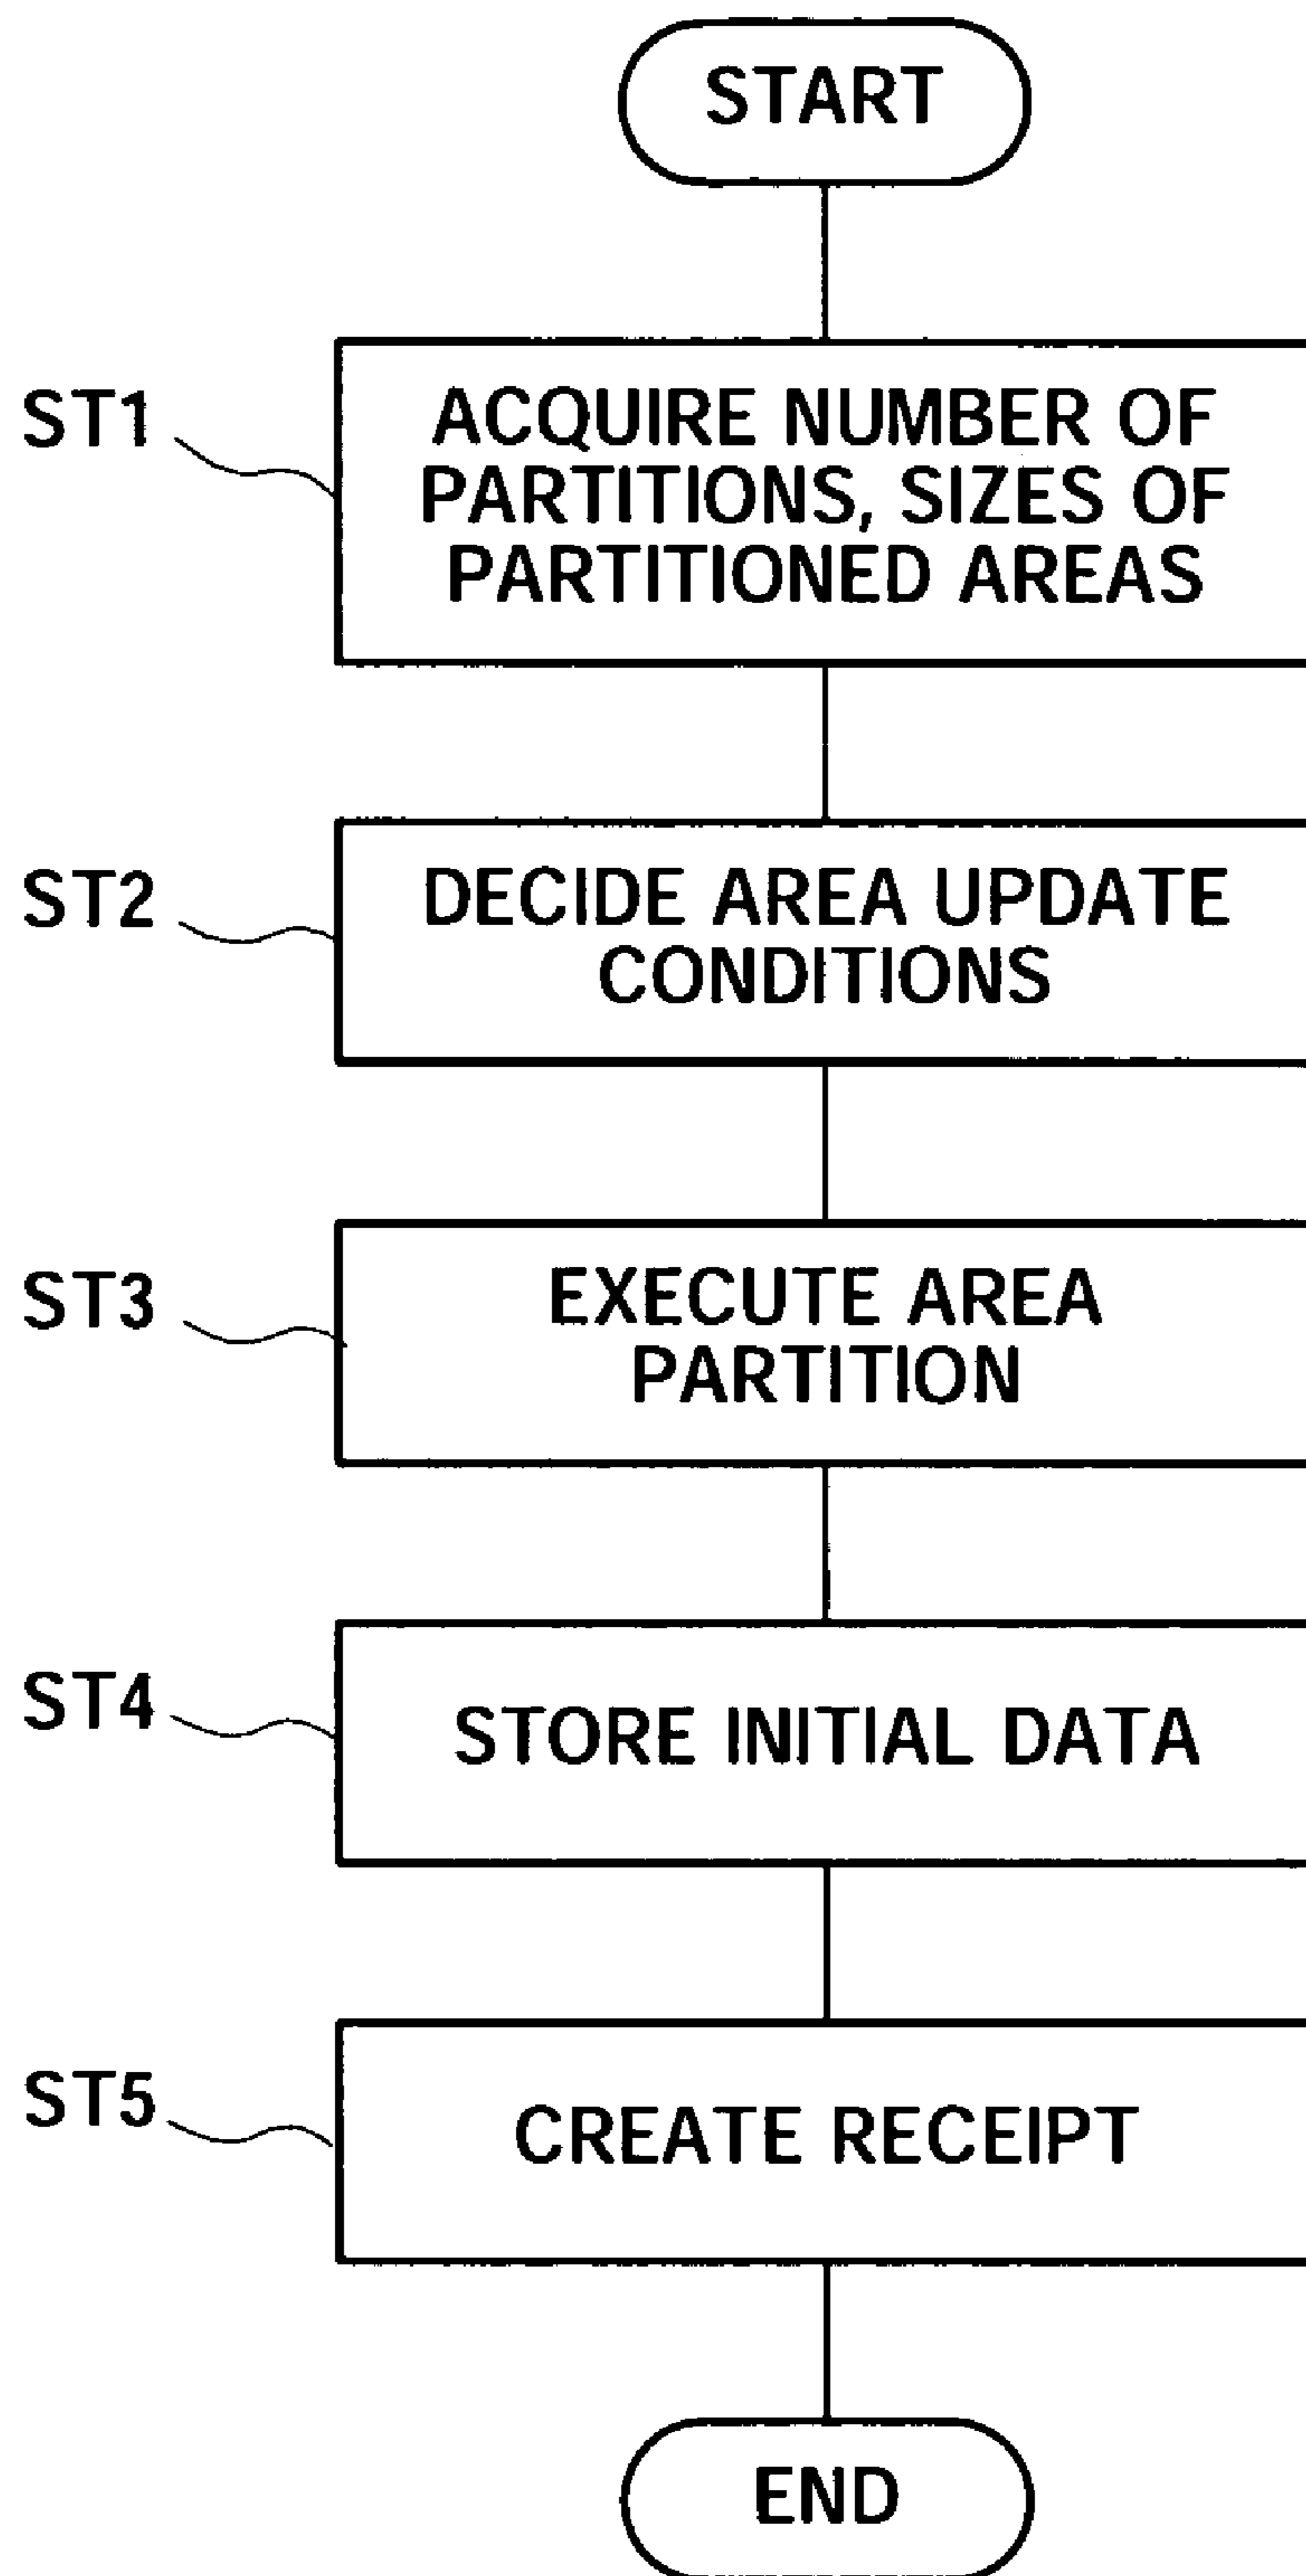 START
ST1
ACQUIRE NUMBER OF
PARTITIONS, SIZES OF
PARTITIONED AREAS
ST2
DECIDE AREA UPDATE
CONDITIONS
ST3
EXECUTE AREA
PARTITION
ST4
STORE INITIAL DATA
ST5
CREATE RECEIPT
END